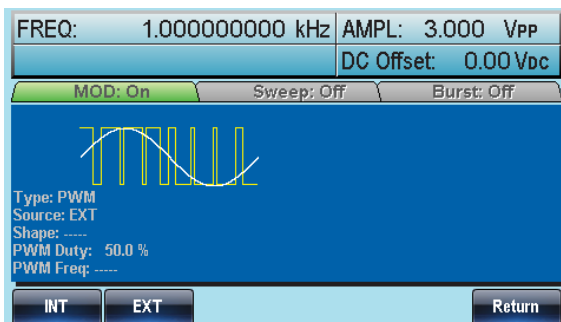 FREQ: 1.0000000000 kHz AMPL: 3.000 VPP
DC Offset: 0.00 VDC
MOD: On Sweep: Off Burst: Off
Type: PWM
Source: EXT
Shape: -----
PWM Duty: 50.0 %
PWM Freq: -----
INT EXT Return